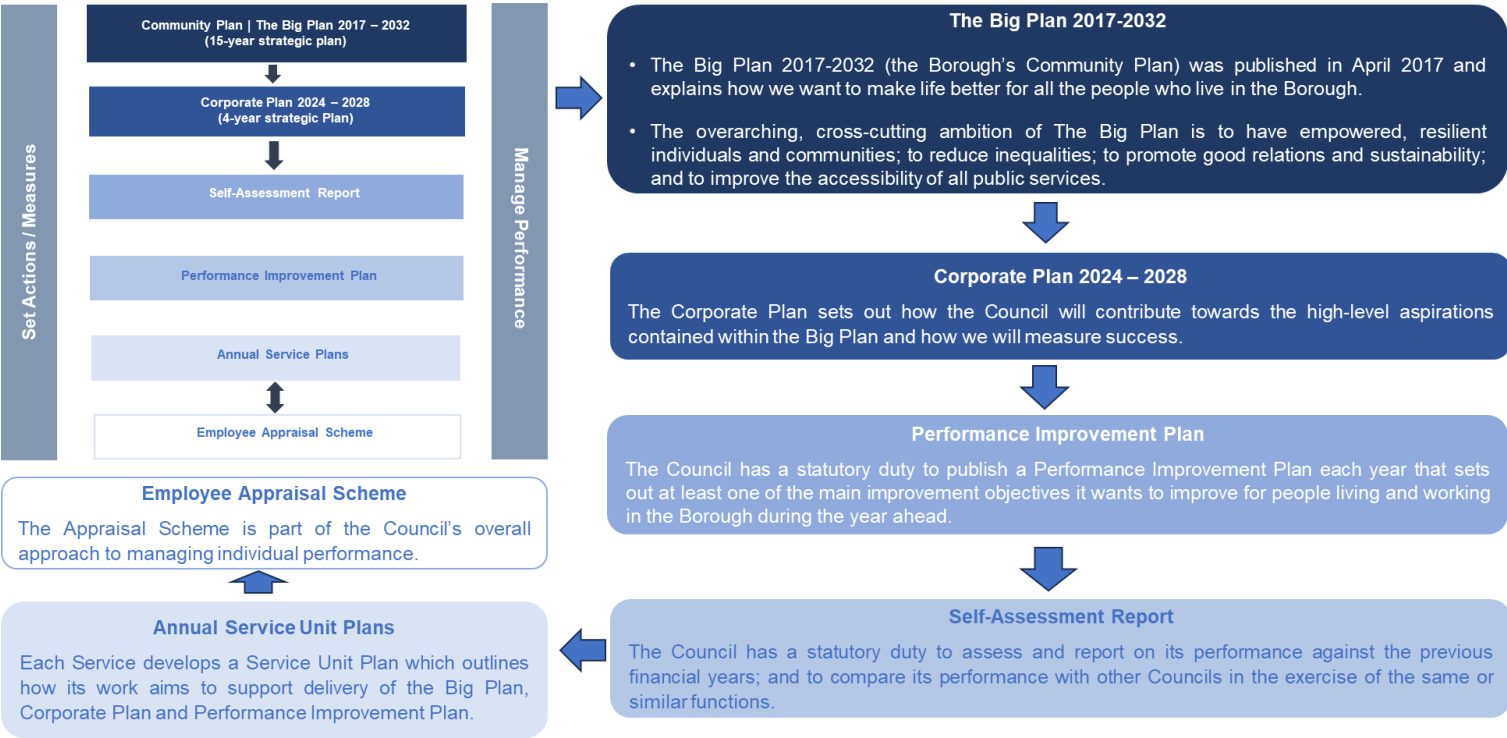 Set Actions / Measures
Community Plan | The Big Plan 2017 – 2032
(15-year strategic plan)
Corporate Plan 2024 – 2028
(4-year strategic Plan)
Self-Assessment Report
Performance Improvement Plan
Annual Service Plans
Employee Appraisal Scheme
Manage Performance
The Big Plan 2017-2032
• The Big Plan 2017-2032 (the Borough's Community Plan) was published in April 2017 and
explains how we want to make life better for all the people who live in the Borough.
• The overarching, cross-cutting ambition of The Big Plan is to have empowered, resilient
individuals and communities; to reduce inequalities; to promote good relations and sustainability;
and to improve the accessibility of all public services.
Corporate Plan 2024 – 2028
The Corporate Plan sets out how the Council will contribute towards the high-level aspirations
contained within the Big Plan and how we will measure success.
Performance Improvement Plan
The Council has a statutory duty to publish a Performance Improvement Plan each year that sets
out at least one of the main improvement objectives it wants to improve for people living and working
in the Borough during the year ahead.
Self-Assessment Report
The Council has a statutory duty to assess and report on its performance against the previous
financial years; and to compare its performance with other Councils in the exercise of the same or
similar functions.
Annual Service Unit Plans
Each Service develops a Service Unit Plan which outlines
how its work aims to support delivery of the Big Plan,
Corporate Plan and Performance Improvement Plan.
Employee Appraisal Scheme
The Appraisal Scheme is part of the Council's overall
approach to managing individual performance.